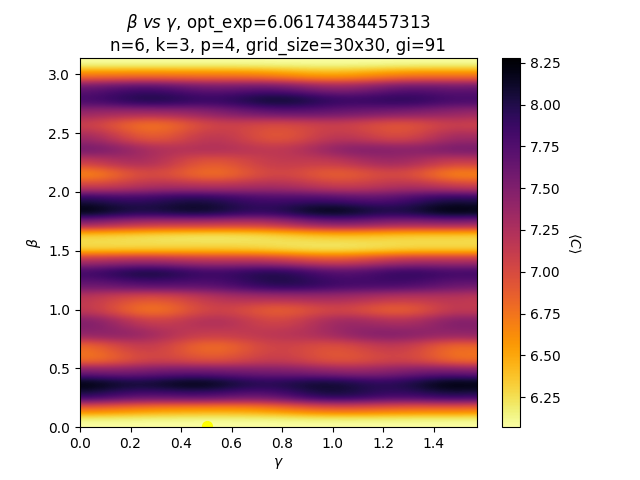 β vs γ, opt_exp=6.06174384457313
n=6, k=3, p=4, grid_size=30x30, gi=91
3.0
2.5
2.0
1.5
1.0
0.5
0.0
β
0.0 0.2 0.4 0.6 0.8 1.0 1.2 1.4
γ
8.25
8.00
7.75
7.50
7.25
7.00
6.75
6.50
6.25
⟨C⟩